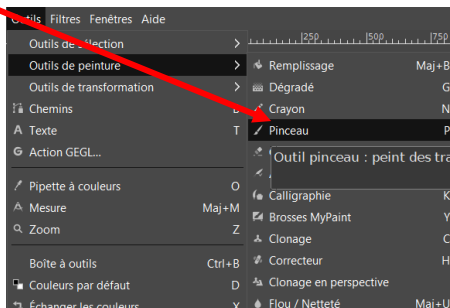 Outils Filtres Fenêtres Aide
Outils de sélection >
250 500 750
Outils de peinture >
Remplissage Maj+B
Outils de transformation >
Dégradé G
Chemins B
Crayon N
A Texte T
Pinceau P
G Action GEGL...
Outil pinceau : peint des tra
Pipette à couleurs O
Calligraphie K
Mesure Maj+M
Brosses MyPaint Y
Zoom Z
Clonage C
Boîte à outils Ctrl+B
Correcteur H
Couleurs par défaut D
Clonage en perspective
Échanger les couleurs X
Flou / Netteté Maj+U